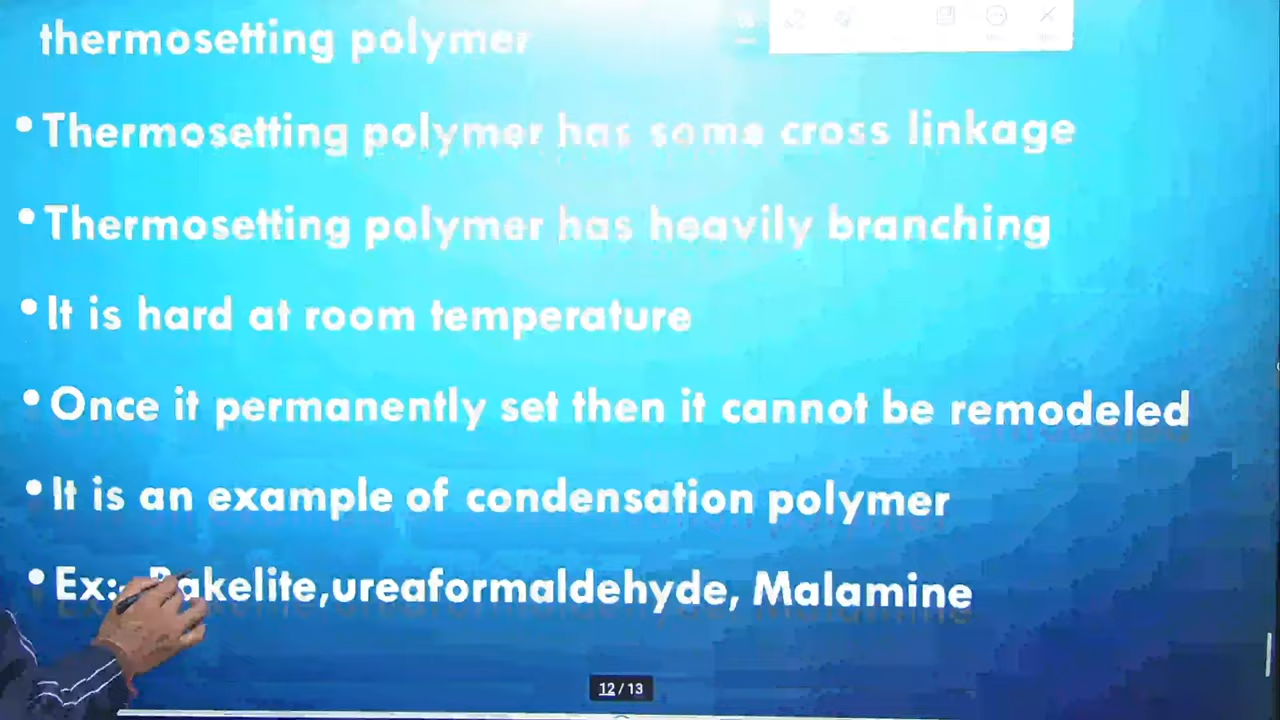 thermosetting polymer
• Thermosetting polymer has some cross linkage
• Thermosetting polymer has heavily branching
• It is hard at room temperature
• Once it permanently set then it cannot be remodeled
• It is an example of condensation polymer
• Ex:- Bakelite,ureaformaldehyde, Malamine
12 / 13